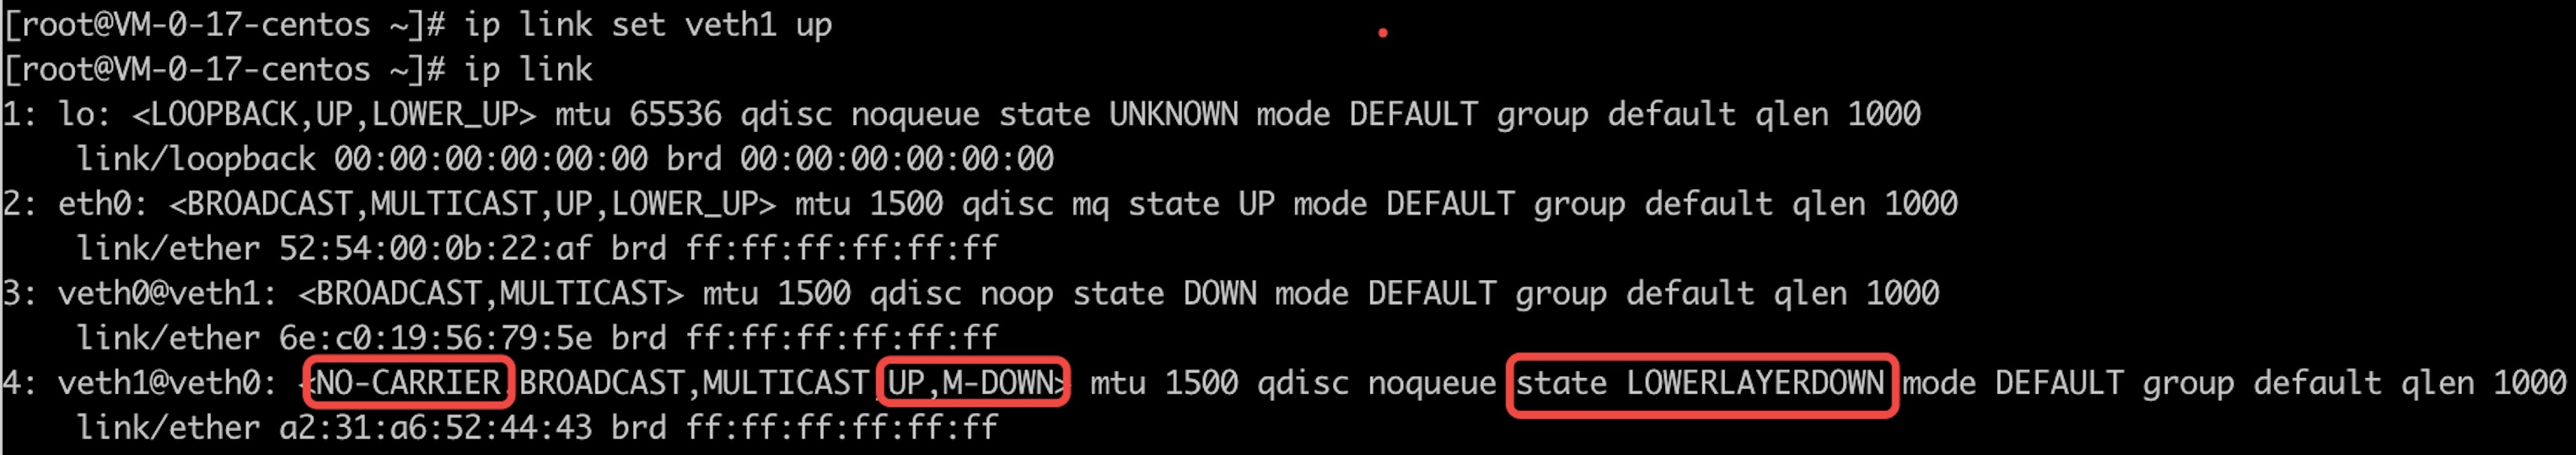 [root@VM-0-17-centos ~]# ip link set veth1 up
[root@VM-0-17-centos ~]# ip link
1: lo: <LOOPBACK,UP,LOWER_UP> mtu 65536 qdisc noqueue state UNKNOWN mode DEFAULT group default qlen 1000
    link/loopback 00:00:00:00:00:00 brd 00:00:00:00:00:00
2: eth0: <BROADCAST,MULTICAST,UP,LOWER_UP> mtu 1500 qdisc mq state UP mode DEFAULT group default qlen 1000
    link/ether 52:54:00:0b:22:af brd ff:ff:ff:ff:ff:ff
3: veth0@veth1: <BROADCAST,MULTICAST> mtu 1500 qdisc noop state DOWN mode DEFAULT group default qlen 1000
    link/ether 6e:c0:19:56:79:5e brd ff:ff:ff:ff:ff:ff
4: veth1@veth0: <NO-CARRIER,BROADCAST,MULTICAST,UP,M-DOWN> mtu 1500 qdisc noqueue state LOWERLAYERDOWN mode DEFAULT group default qlen 1000
    link/ether a2:31:a6:52:44:43 brd ff:ff:ff:ff:ff:ff